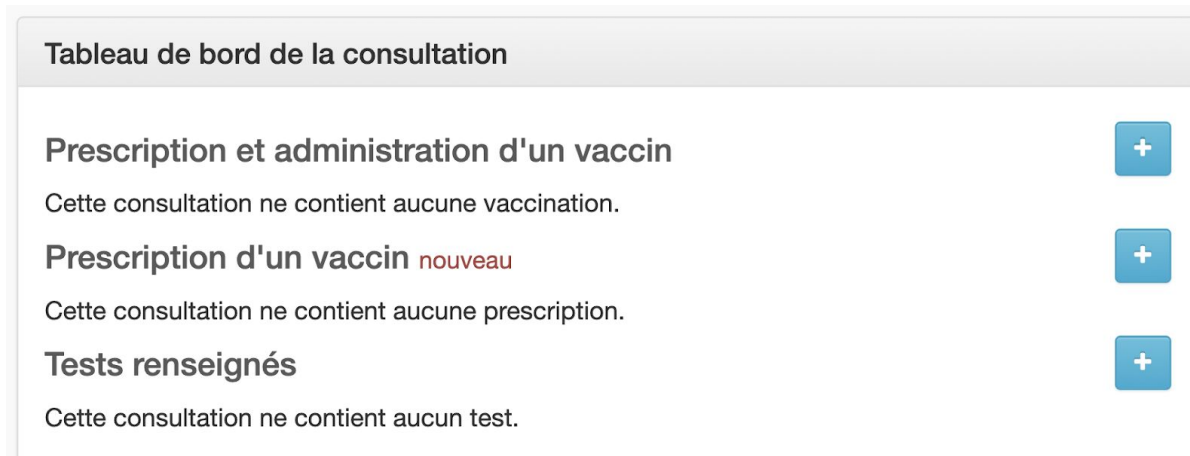 Tableau de bord de la consultation
Prescription et administration d'un vaccin
+
Cette consultation ne contient aucune vaccination.
Prescription d'un vaccin nouveau
+
Cette consultation ne contient aucune prescription.
Tests renseignés
+
Cette consultation ne contient aucun test.